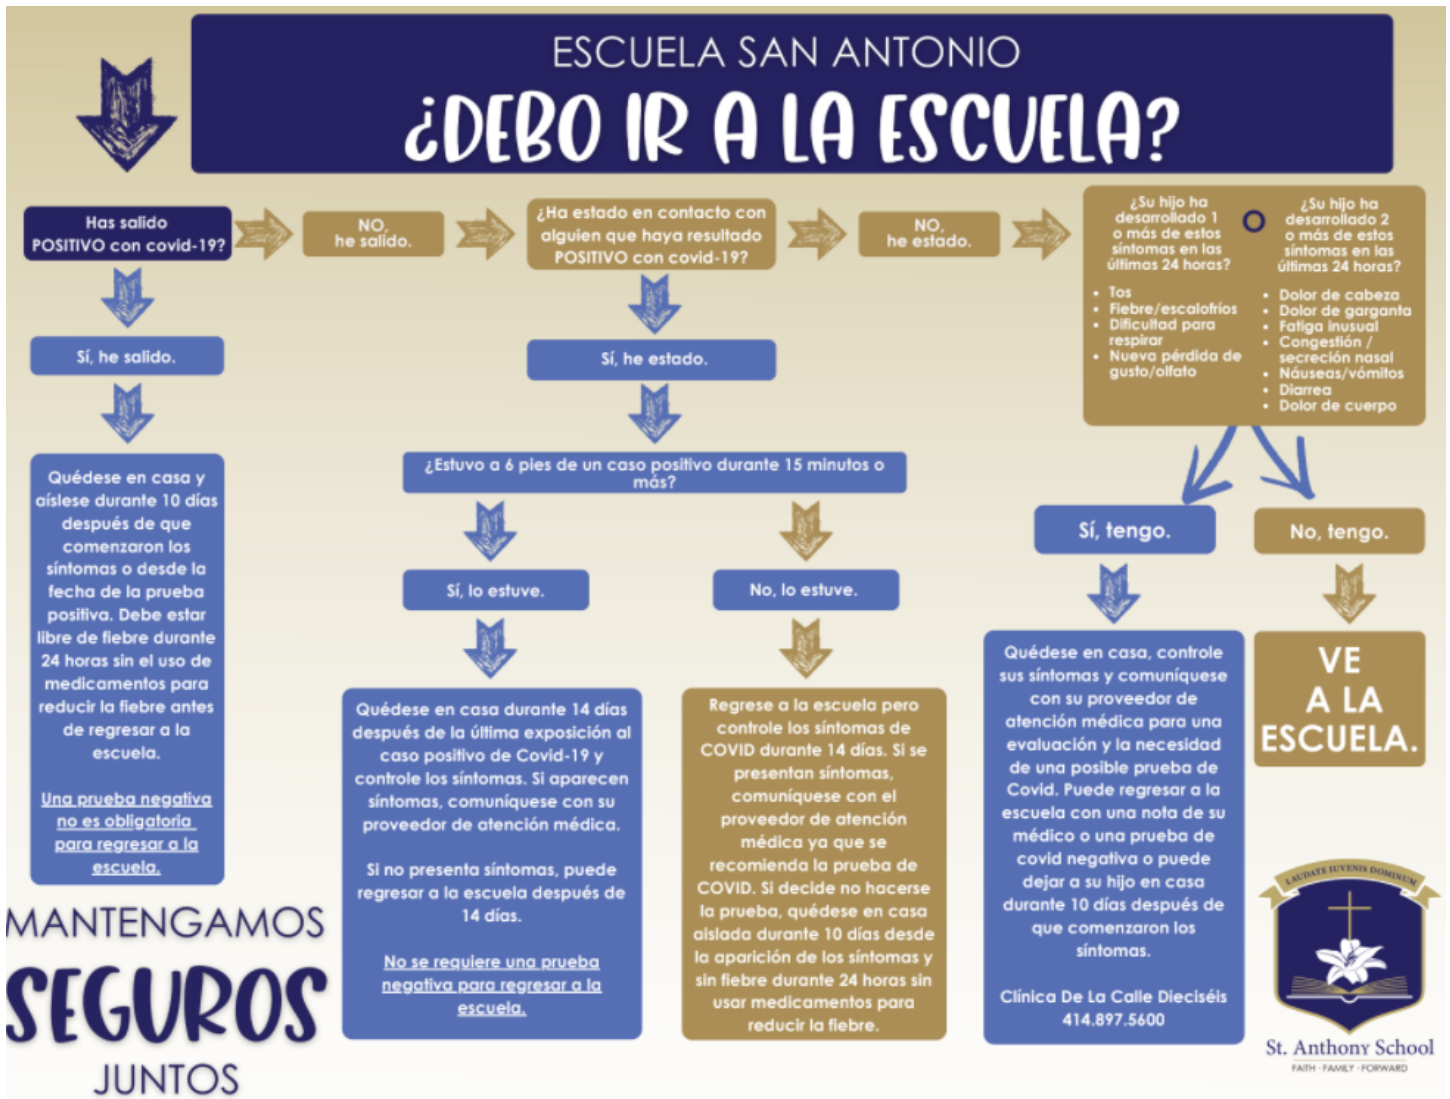 ESCUELA SAN ANTONIO
¿DEBO IR A LA ESCUELA?
Has salido
POSITIVO con covid-19?
NO,
he salido.
¿Ha estado en contacto con
alguien que haya resultado
POSITIVO con covid-19?
NO,
he estado.
¿Su hijo ha
desarrollado 1
o más de estos
síntomas en las
últimas 24 horas?
• Tos
• Fiebre/escalofríos
• Dificultad para
respirar
• Nueva pérdida de
gusto/olfato
O
¿Su hijo ha
desarrollado 2
o más de estos
síntomas en las
últimas 24 horas?
• Dolor de cabeza
• Dolor de garganta
• Fatiga inusual
• Congestión /
secreción nasal
• Náuseas/vómitos
• Diarrea
• Dolor de cuerpo
Sí, he salido.
Quédese en casa y
aíslese durante 10 días
después de que
comenzaron los
síntomas o desde la
fecha de la prueba
positiva. Debe estar
libre de fiebre durante
24 horas sin el uso de
medicamentos para
reducir la fiebre antes
de regresar a la
escuela.
Una prueba negativa
no es obligatoria
para regresar a la
escuela.
Sí, he estado.
¿Estuvo a 6 pies de un caso positivo durante 15 minutos o
más?
Sí, lo estuve.
Quédese en casa durante 14 días
después de la última exposición al
caso positivo de Covid-19 y
controle los síntomas. Si aparecen
síntomas, comuníquese con su
proveedor de atención médica.
Si no presenta síntomas, puede
regresar a la escuela después de
14 días.
No se requiere una prueba
negativa para regresar a la
escuela.
No, lo estuve.
Regrese a la escuela pero
controle los síntomas de
COVID durante 14 días. Si se
presentan síntomas,
comuníquese con el
proveedor de atención
médica ya que se
recomienda la prueba de
COVID. Si decide no hacerse
la prueba, quédese en casa
aislada durante 10 días desde
la aparición de los síntomas y
sin fiebre durante 24 horas sin
usar medicamentos para
reducir la fiebre.
Sí, tengo.
Quédese en casa, controle
sus síntomas y comuníquese
con su proveedor de
atención médica para una
evaluación y la necesidad
de una posible prueba de
Covid. Puede regresar a la
escuela con una nota de su
médico o una prueba de
covid negativa o puede
dejar a su hijo en casa
durante 10 días después de
que comenzaron los
síntomas.
Clínica De La Calle Dieciséis
414.897.5600
No, tengo.
VE
A LA
ESCUELA.
MANTENGAMOS
SEGUROS
JUNTOS
LAUDATE IUVENIS DOMINUM
St. Anthony School
FAITH · FAMILY · FORWARD